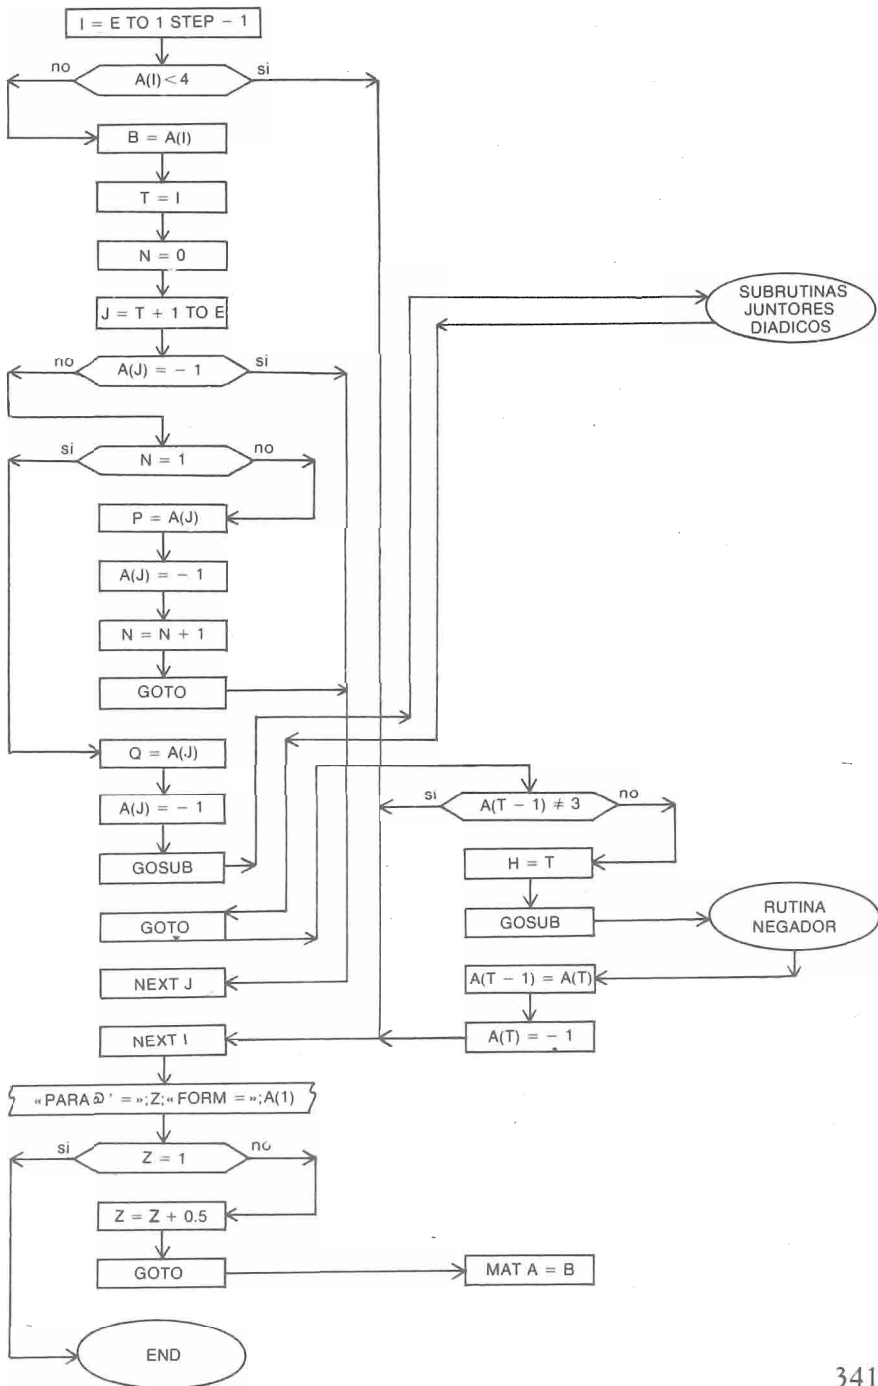 I = E TO 1 STEP - 1
no
A(I) < 4
si
B = A(I)
T = I
N = 0
J = T + 1 TO E
no
A(J) = - 1
si
si
N = 1
no
P = A(J)
A(J) = - 1
N = N + 1
GOTO
Q = A(J)
A(J) = - 1
GOSUB
GOTO
NEXT J
NEXT I
SUBRUTINAS
JUNTORES
DIADICOS
si
A(T - 1) ≠ 3
no
H = T
GOSUB
RUTINA
NEGADOR
A(T - 1) = A(T)
A(T) = - 1
«PARA ' = »;Z;«FORM = »;A(1)
si
Z = 1
no
Z = Z + 0.5
GOTO
MAT A = B
END
341